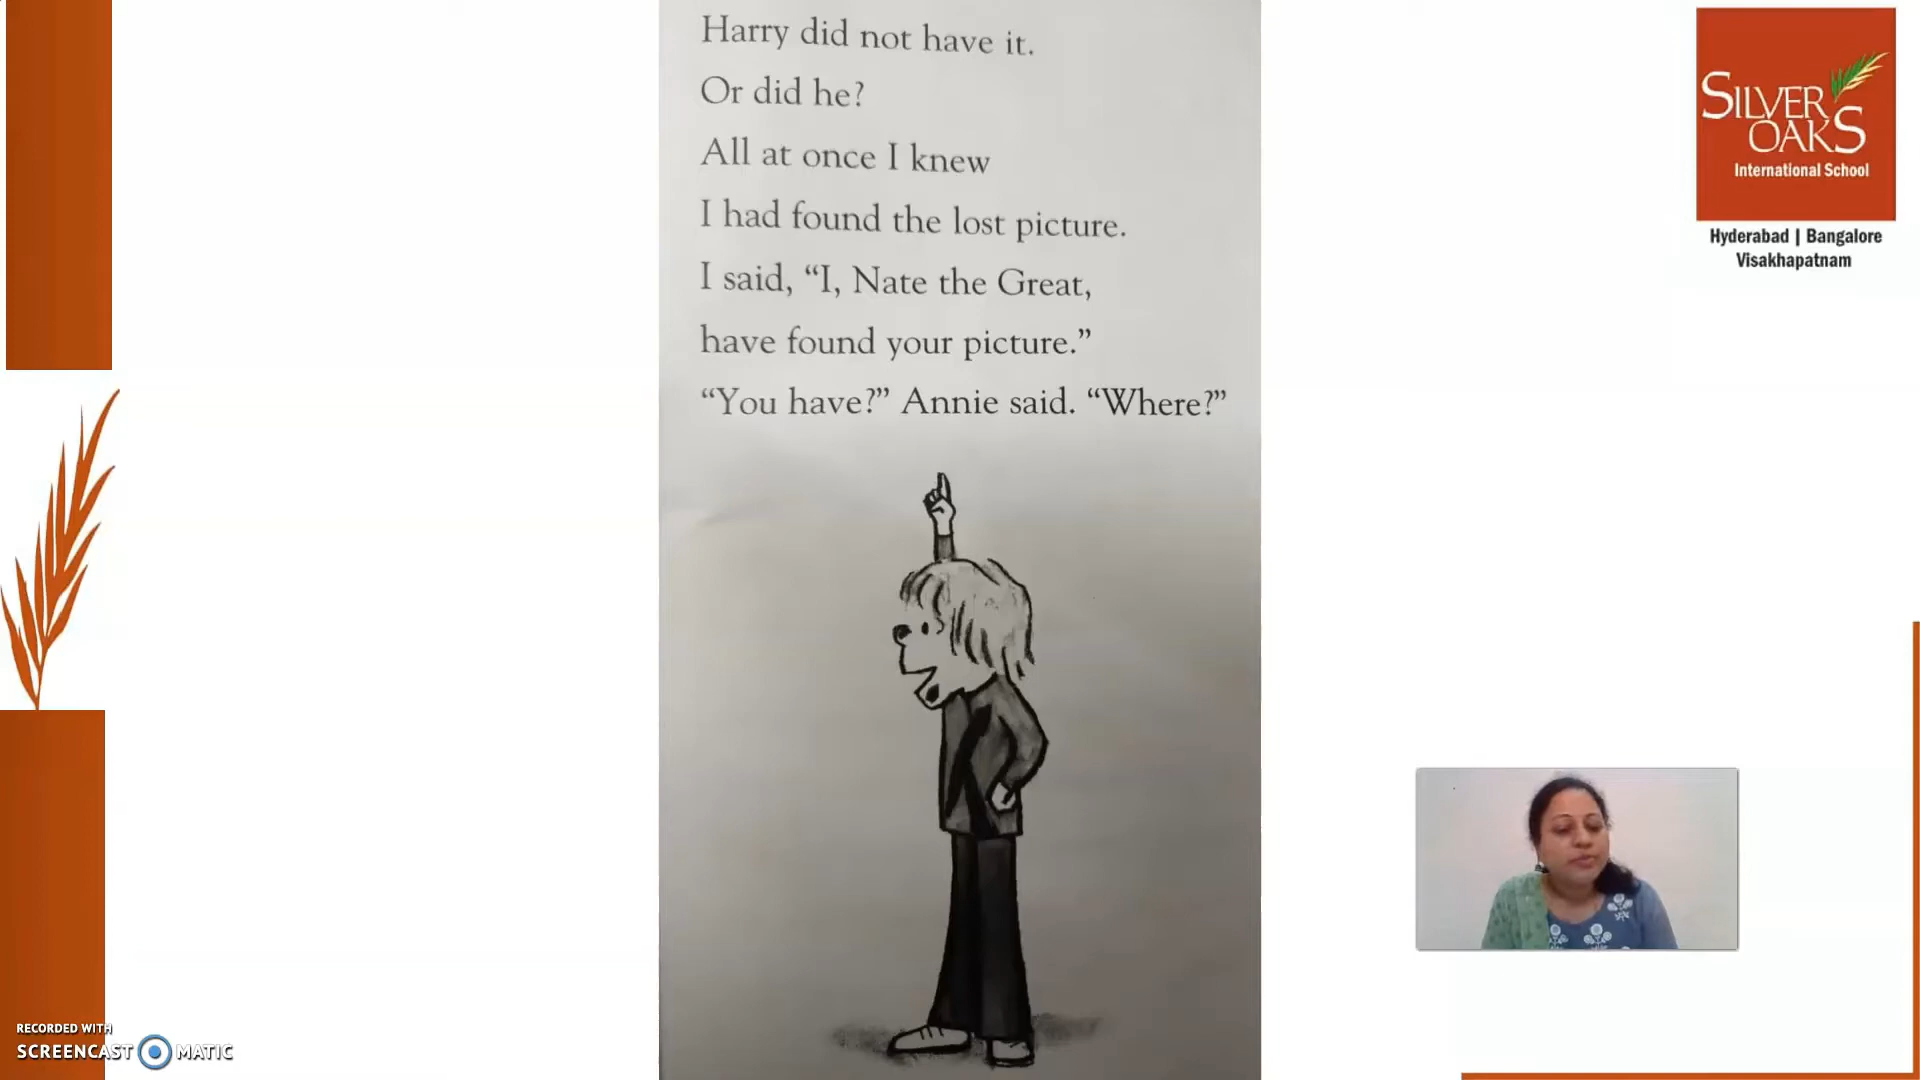 Harry did not have it.
Or did he?
All at once I knew
I had found the lost picture.
I said, “I, Nate the Great,
have found your picture.”
“You have?” Annie said. “Where?”
SILVER
OAKS
International School
Hyderabad | Bangalore
Visakhapatnam
RECORDED WITH
SCREENCAST MATIC